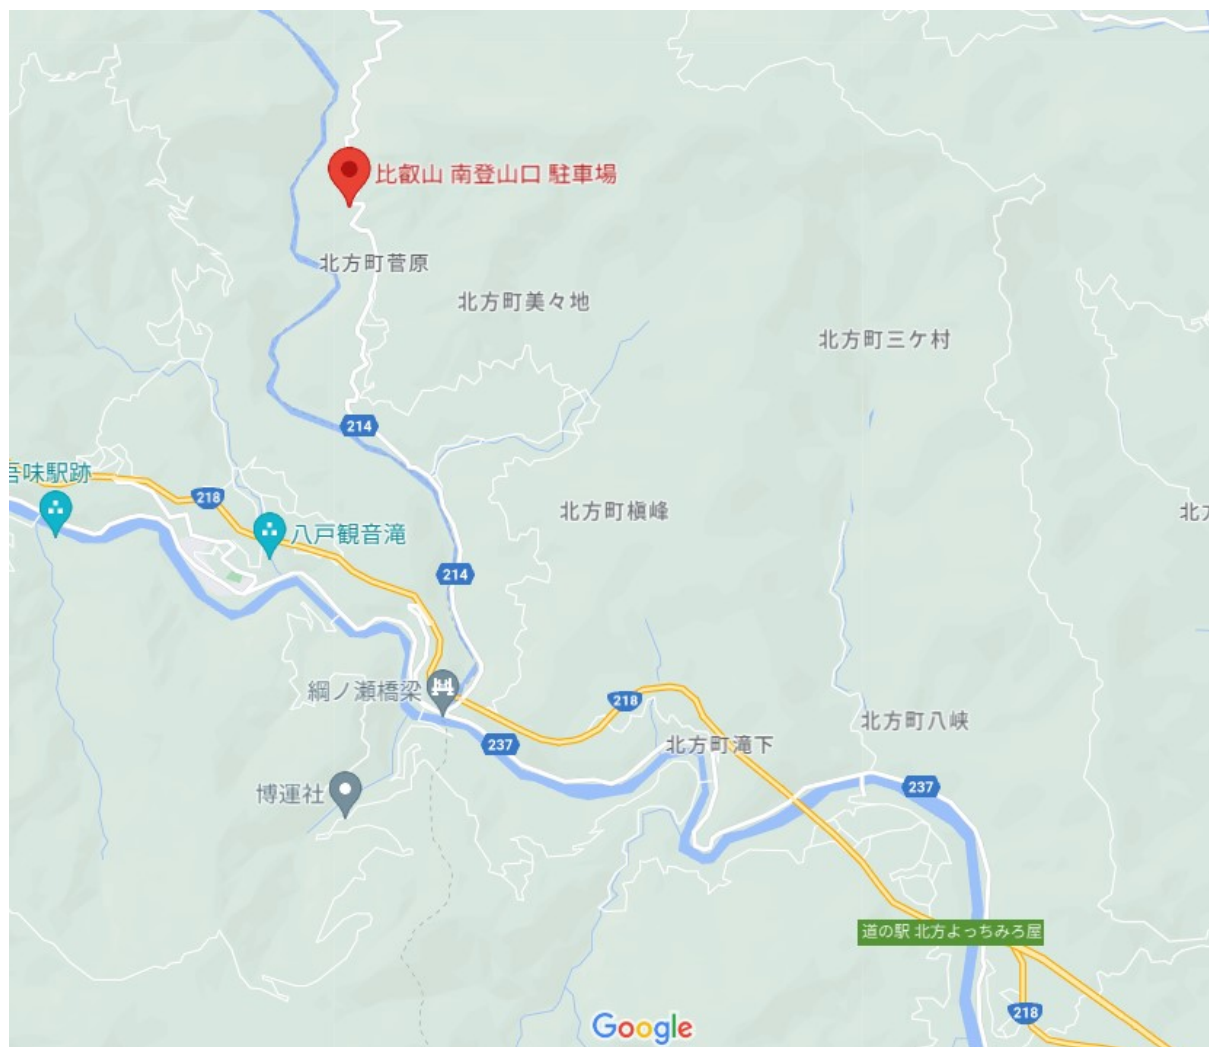 比叡山 南登山口 駐車場
北方町菅原
北方町美々地
北方町三ケ村
214
吾味駅跡
218
八戸観音滝
北方町槇峰
北方
214
綱ノ瀬橋梁
218
237
北方町滝下
北方町八峡
237
博運社
道の駅 北方よっちみろ屋
218
Google